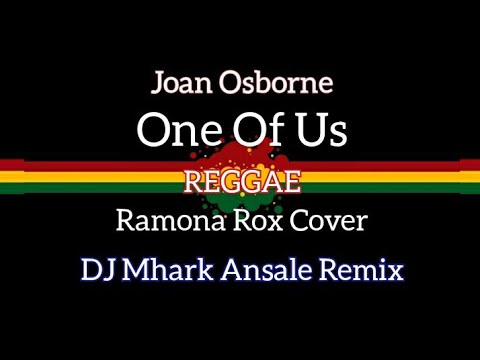 Joan Osborne
One Of Us
REGGAE
Ramona Rox Cover
DJ Mhark Ansale Remix